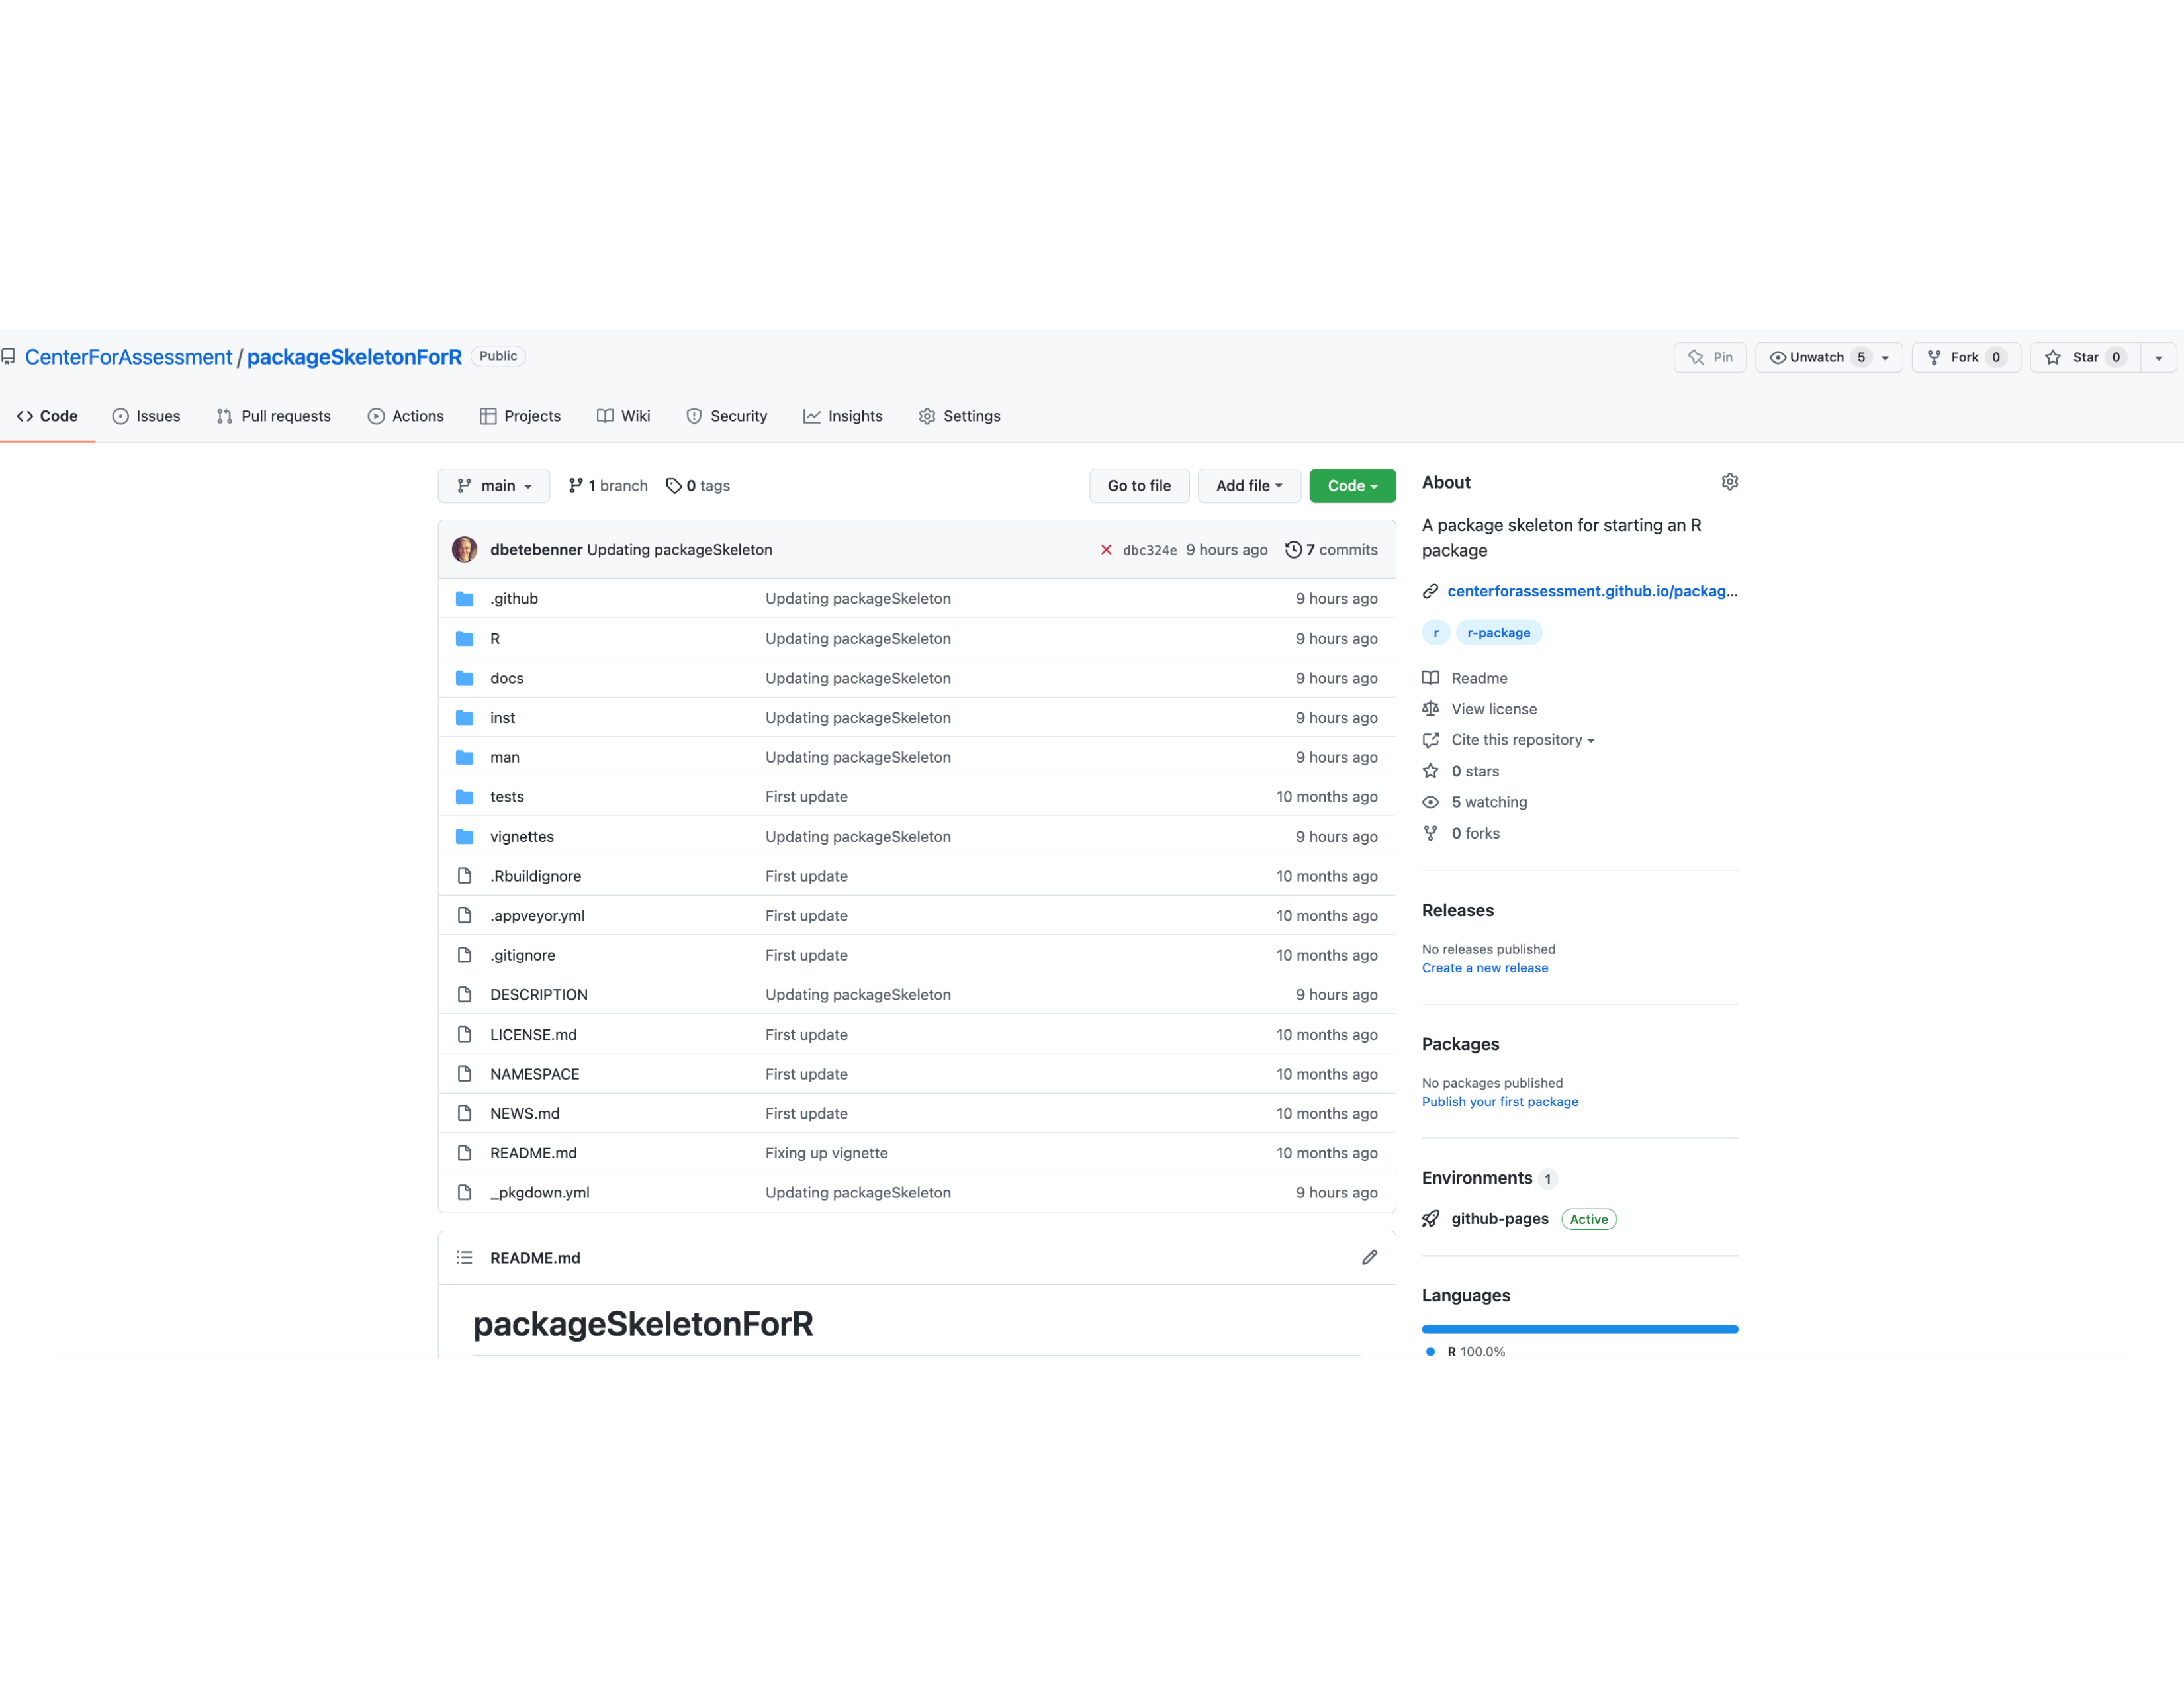 CenterForAssessment / packageSkeletonForR Public Pin Unwatch 5 Fork 0 Star 0
Code Issues Pull requests Actions Projects Wiki Security Insights Settings
main 1 branch 0 tags Go to file Add file Code
dbetebenner Updating packageSkeleton dbc324e 9 hours ago 7 commits
.github Updating packageSkeleton 9 hours ago
R Updating packageSkeleton 9 hours ago
docs Updating packageSkeleton 9 hours ago
inst Updating packageSkeleton 9 hours ago
man Updating packageSkeleton 9 hours ago
tests First update 10 months ago
vignettes Updating packageSkeleton 9 hours ago
.Rbuildignore First update 10 months ago
.appveyor.yml First update 10 months ago
.gitignore First update 10 months ago
DESCRIPTION Updating packageSkeleton 9 hours ago
LICENSE.md First update 10 months ago
NAMESPACE First update 10 months ago
NEWS.md First update 10 months ago
README.md Fixing up vignette 10 months ago
_pkgdown.yml Updating packageSkeleton 9 hours ago
README.md
packageSkeletonForR
About
A package skeleton for starting an R
package
centerforassessment.github.io/packag...
r r-package
Readme
View license
Cite this repository
0 stars
5 watching
0 forks
Releases
No releases published
Create a new release
Packages
No packages published
Publish your first package
Environments 1
github-pages Active
Languages
R 100.0%